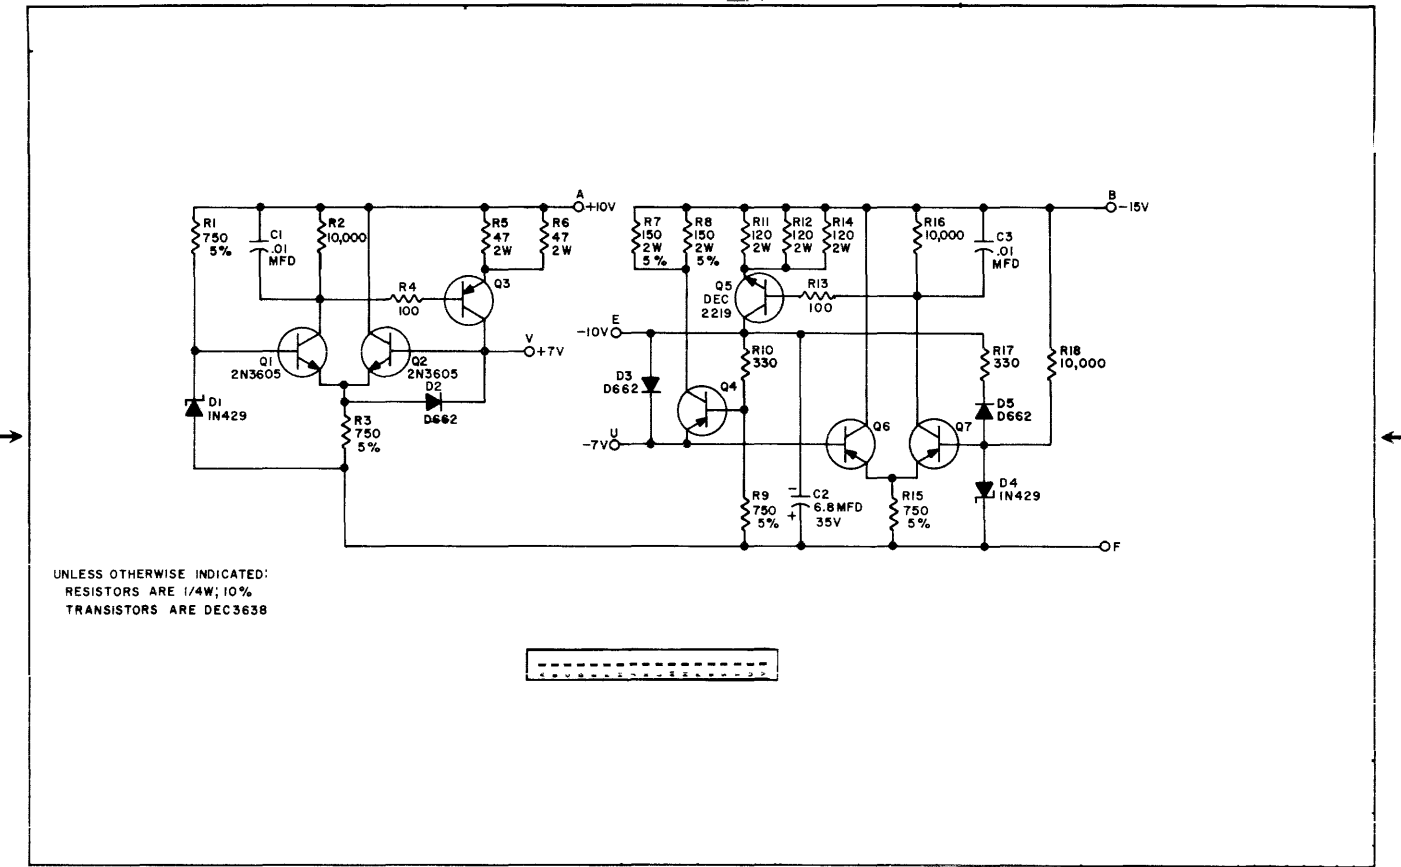 A
+10V
B
-15V
R1
750
5%
C1
.01
MFD
R2
10,000
R5
47
2W
R6
47
2W
R7
150
2W
5%
R8
150
2W
5%
R11
120
2W
R12
120
2W
R14
120
2W
R16
10,000
C3
.01
MFD
R4
100
Q3
Q5
DEC
2219
R13
100
E
-10V
V
+7V
Q1
2N3605
Q2
2N3605
D2
D662
R10
330
R17
330
R18
10,000
D1
1N429
R3
750
5%
D3
D662
Q4
D5
D662
U
-7V
Q6
Q7
R9
750
5%
C2
6.8MFD
35V
-
+
R15
750
5%
D4
1N429
F
UNLESS OTHERWISE INDICATED:
RESISTORS ARE 1/4W; 10%
TRANSISTORS ARE DEC3638